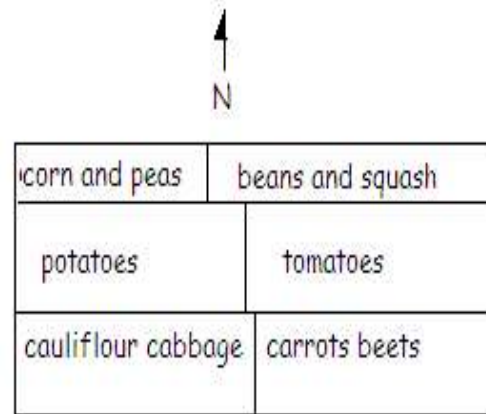 N
corn and peas
beans and squash
potatoes
tomatoes
cauliflour cabbage
carrots beets